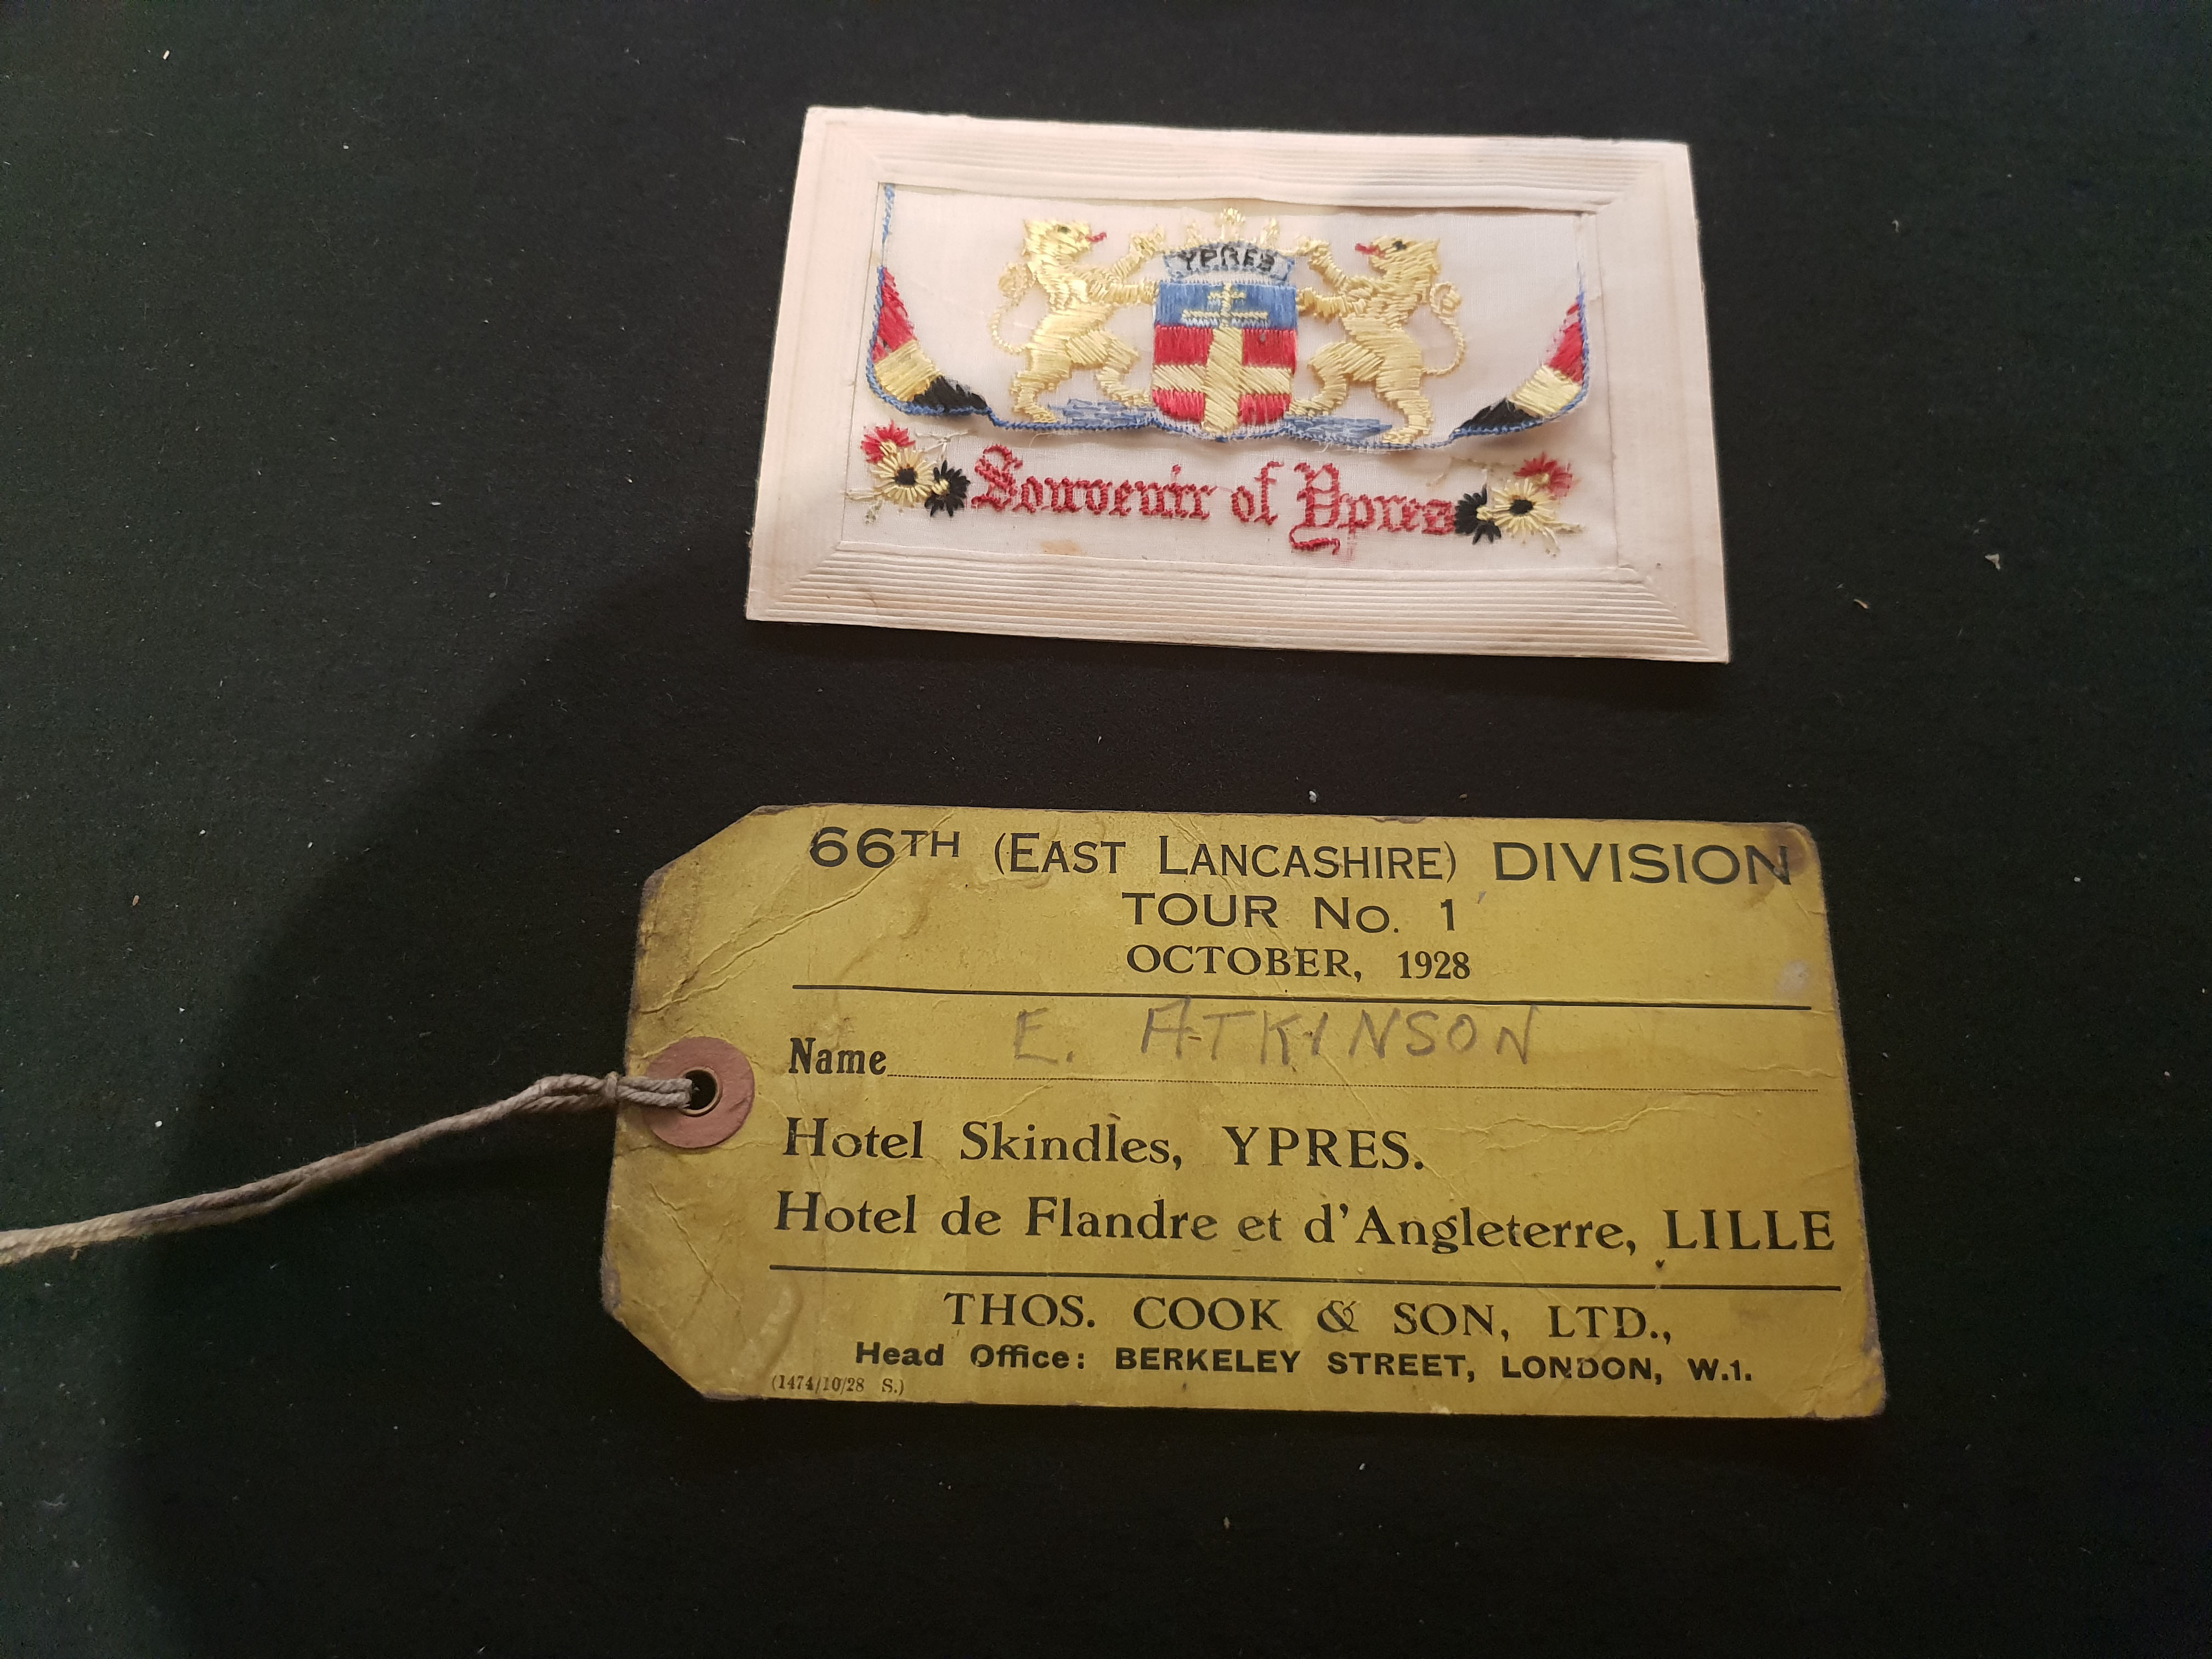 YPRES
Souvenir of Ypres
66TH (EAST LANCASHIRE) DIVISION
TOUR No. 1
OCTOBER, 1928
Name E. ATKINSON
Hotel Skindles, YPRES.
Hotel de Flandre et d'Angleterre, LILLE
THOS. COOK & SON, LTD.,
Head Office: BERKELEY STREET, LONDON, W.1.
(1474/10/28 S.)